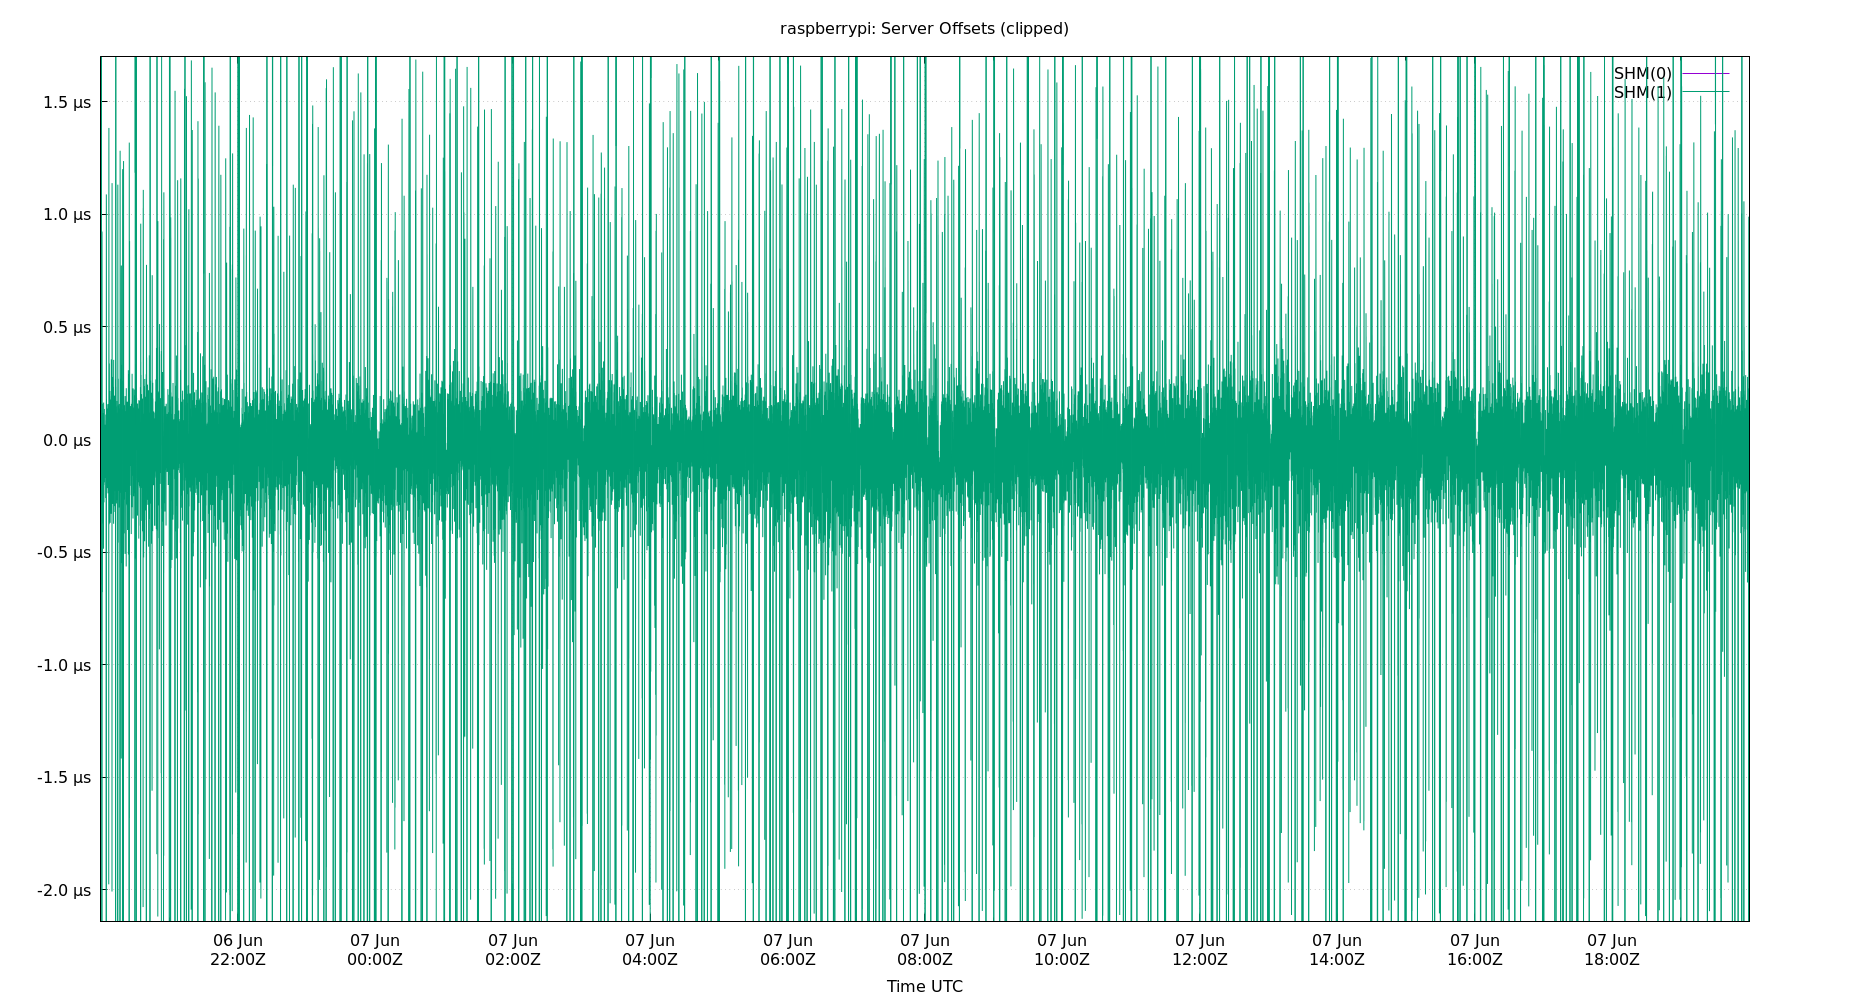 raspberrypi: Server Offsets (clipped)
SHM(0)
SHM(1)
1.5 µs
1.0 µs
0.5 µs
0.0 µs
-0.5 µs
-1.0 µs
-1.5 µs
-2.0 µs
06 Jun 07 Jun 07 Jun 07 Jun 07 Jun 07 Jun 07 Jun 07 Jun 07 Jun 07 Jun 07 Jun
22:00Z 00:00Z 02:00Z 04:00Z 06:00Z 08:00Z 10:00Z 12:00Z 14:00Z 16:00Z 18:00Z
Time UTC